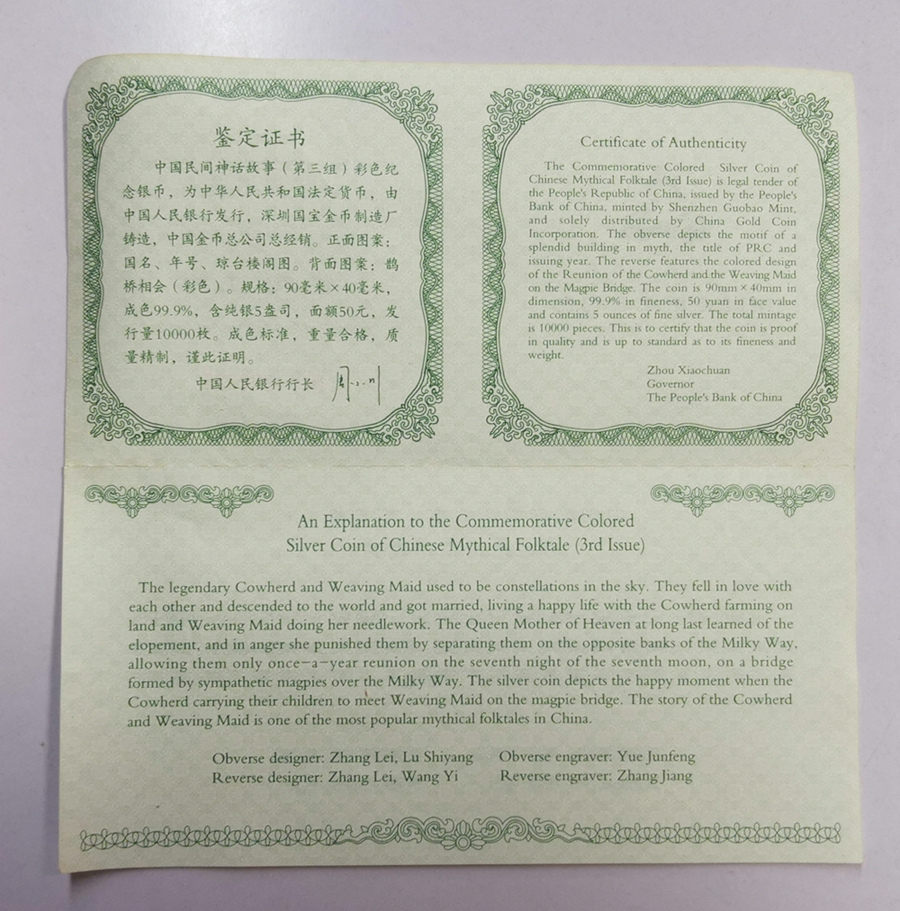 鉴定证书
中国民间神话故事（第三组）彩色纪
念银币，为中华人民共和国法定货币，由
中国人民银行发行，深圳国宝金币制造厂
铸造，中国金币总公司总经销。正面图案：
国名、年号、琼台楼阁图。背面图案：鹊
桥相会（彩色）。规格：90毫米×40毫米，
成色99.9%，含纯银5盎司，面额50元，发
行量10000枚。成色标准，重量合格，质
量精制，谨此证明。
中国人民银行行长 周小川
Certificate of Authenticity
The Commemorative Colored Silver Coin of
Chinese Mythical Folktale (3rd Issue) is legal tender of
the People's Republic of China, issued by the People's
Bank of China, minted by Shenzhen Guobao Mint,
and solely distributed by China Gold Coin
Incorporation. The obverse depicts the motif of a
splendid building in myth, the title of PRC and
issuing year. The reverse features the colored design
of the Reunion of the Cowherd and the Weaving Maid
on the Magpie Bridge. The coin is 90mm×40mm in
dimension, 99.9% in fineness, 50 yuan in face value
and contains 5 ounces of fine silver. The total mintage
is 10000 pieces. This is to certify that the coin is proof
in quality and is up to standard as to its fineness and
weight.
Zhou Xiaochuan
Governor
The People's Bank of China
An Explanation to the Commemorative Colored
Silver Coin of Chinese Mythical Folktale (3rd Issue)
The legendary Cowherd and Weaving Maid used to be constellations in the sky. They fell in love with
each other and descended to the world and got married, living a happy life with the Cowherd farming on
land and Weaving Maid doing her needlework. The Queen Mother of Heaven at long last learned of the
elopement, and in anger she punished them by separating them on the opposite banks of the Milky Way,
allowing them only once-a-year reunion on the seventh night of the seventh moon, on a bridge
formed by sympathetic magpies over the Milky Way. The silver coin depicts the happy moment when the
Cowherd carrying their children to meet Weaving Maid on the magpie bridge. The story of the Cowherd
and Weaving Maid is one of the most popular mythical folktales in China.
Obverse designer: Zhang Lei, Lu Shiyang Obverse engraver: Yue Junfeng
Reverse designer: Zhang Lei, Wang Yi Reverse engraver: Zhang Jiang